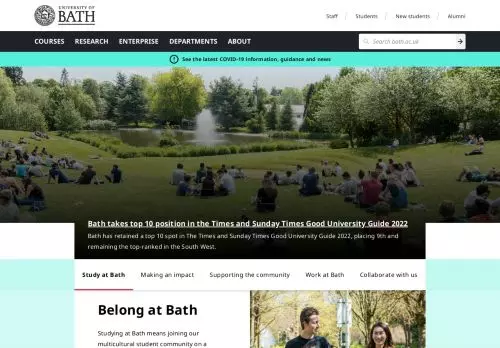 UNIVERSITY OF
BATH
Staff
Students
New students
Alumni
COURSES
RESEARCH
ENTERPRISE
DEPARTMENTS
ABOUT
Search bath.ac.uk
See the latest COVID-19 information, guidance and news
Bath takes top 10 position in the Times and Sunday Times Good University Guide 2022
Bath has retained a top 10 spot in The Times and Sunday Times Good University Guide 2022, placing 9th and
remaining the top-ranked in the South West.
Study at Bath
Making an impact
Supporting the community
Work at Bath
Collaborate with us
Belong at Bath
Studying at Bath means joining our
multicultural student community on a